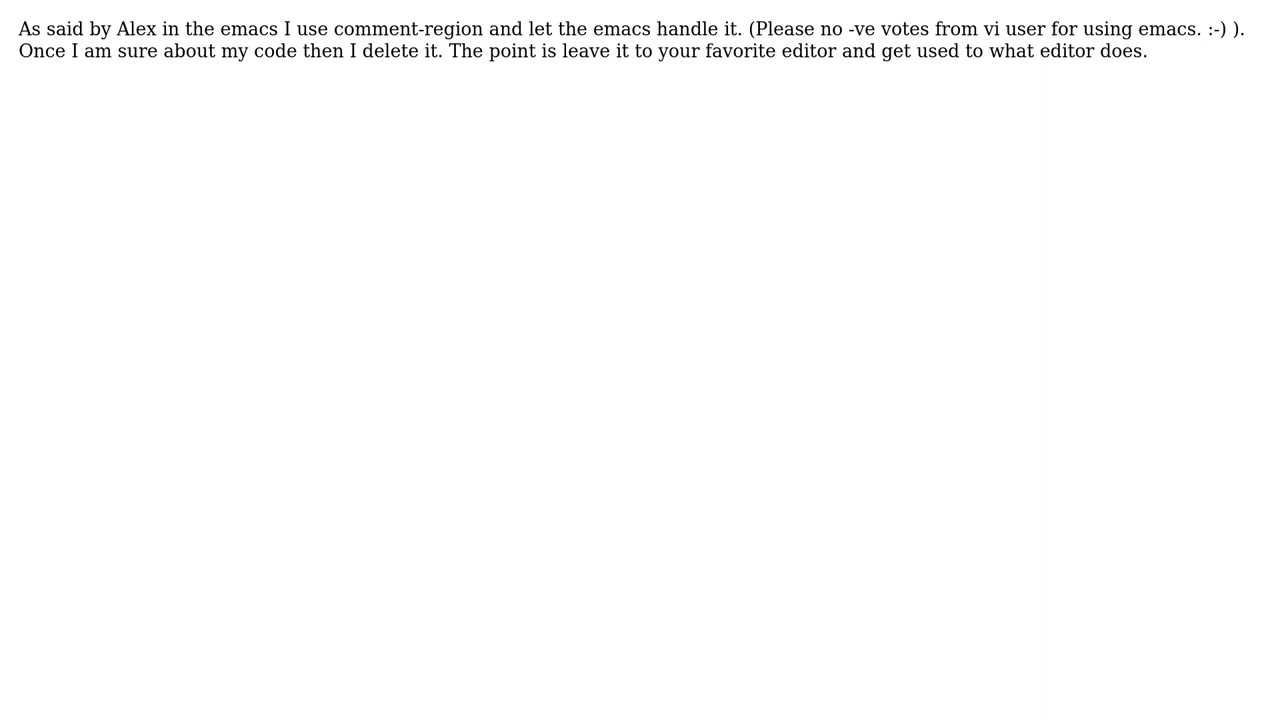 As said by Alex in the emacs I use comment-region and let the emacs handle it. (Please no -ve votes from vi user for using emacs. :-) ).
Once I am sure about my code then I delete it. The point is leave it to your favorite editor and get used to what editor does.